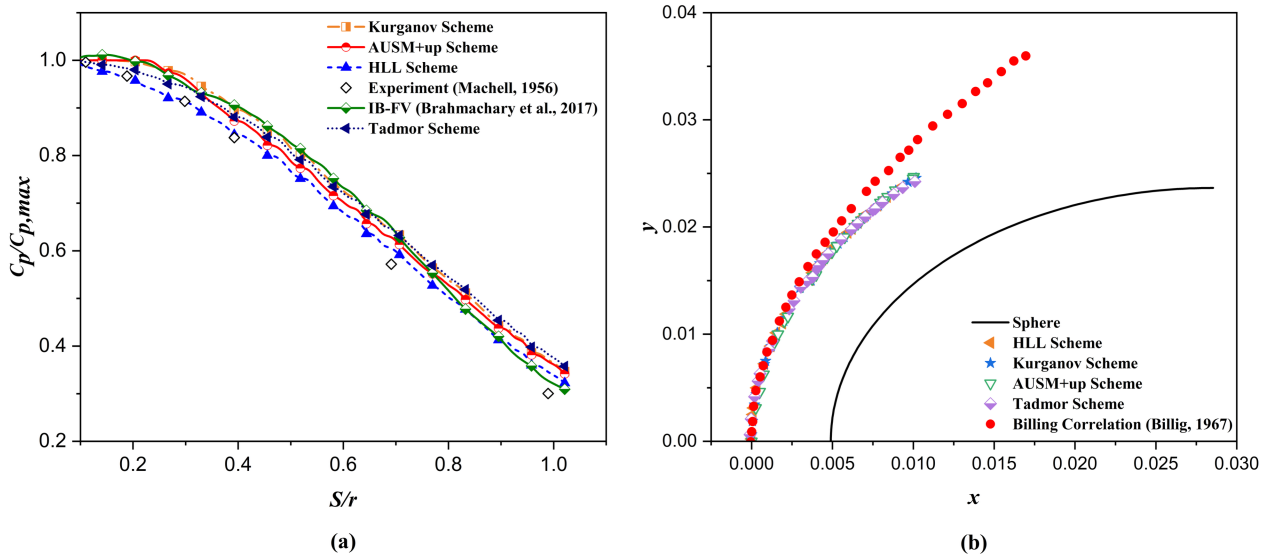 Kurganov Scheme
AUSM+up Scheme
HLL Scheme
Experiment (Machell, 1956)
IB-FV (Brahmachary et al., 2017)
Tadmor Scheme
1.0
0.8
0.6
0.4
0.2
Cp/Cp,max
0.2 0.4 0.6 0.8 1.0
S/r
(a)
0.04
0.03
0.02
0.01
0.00
y
Sphere
HLL Scheme
Kurganov Scheme
AUSM+up Scheme
Tadmor Scheme
Billing Correlation (Billig, 1967)
0.000 0.005 0.010 0.015 0.020 0.025 0.030
x
(b)